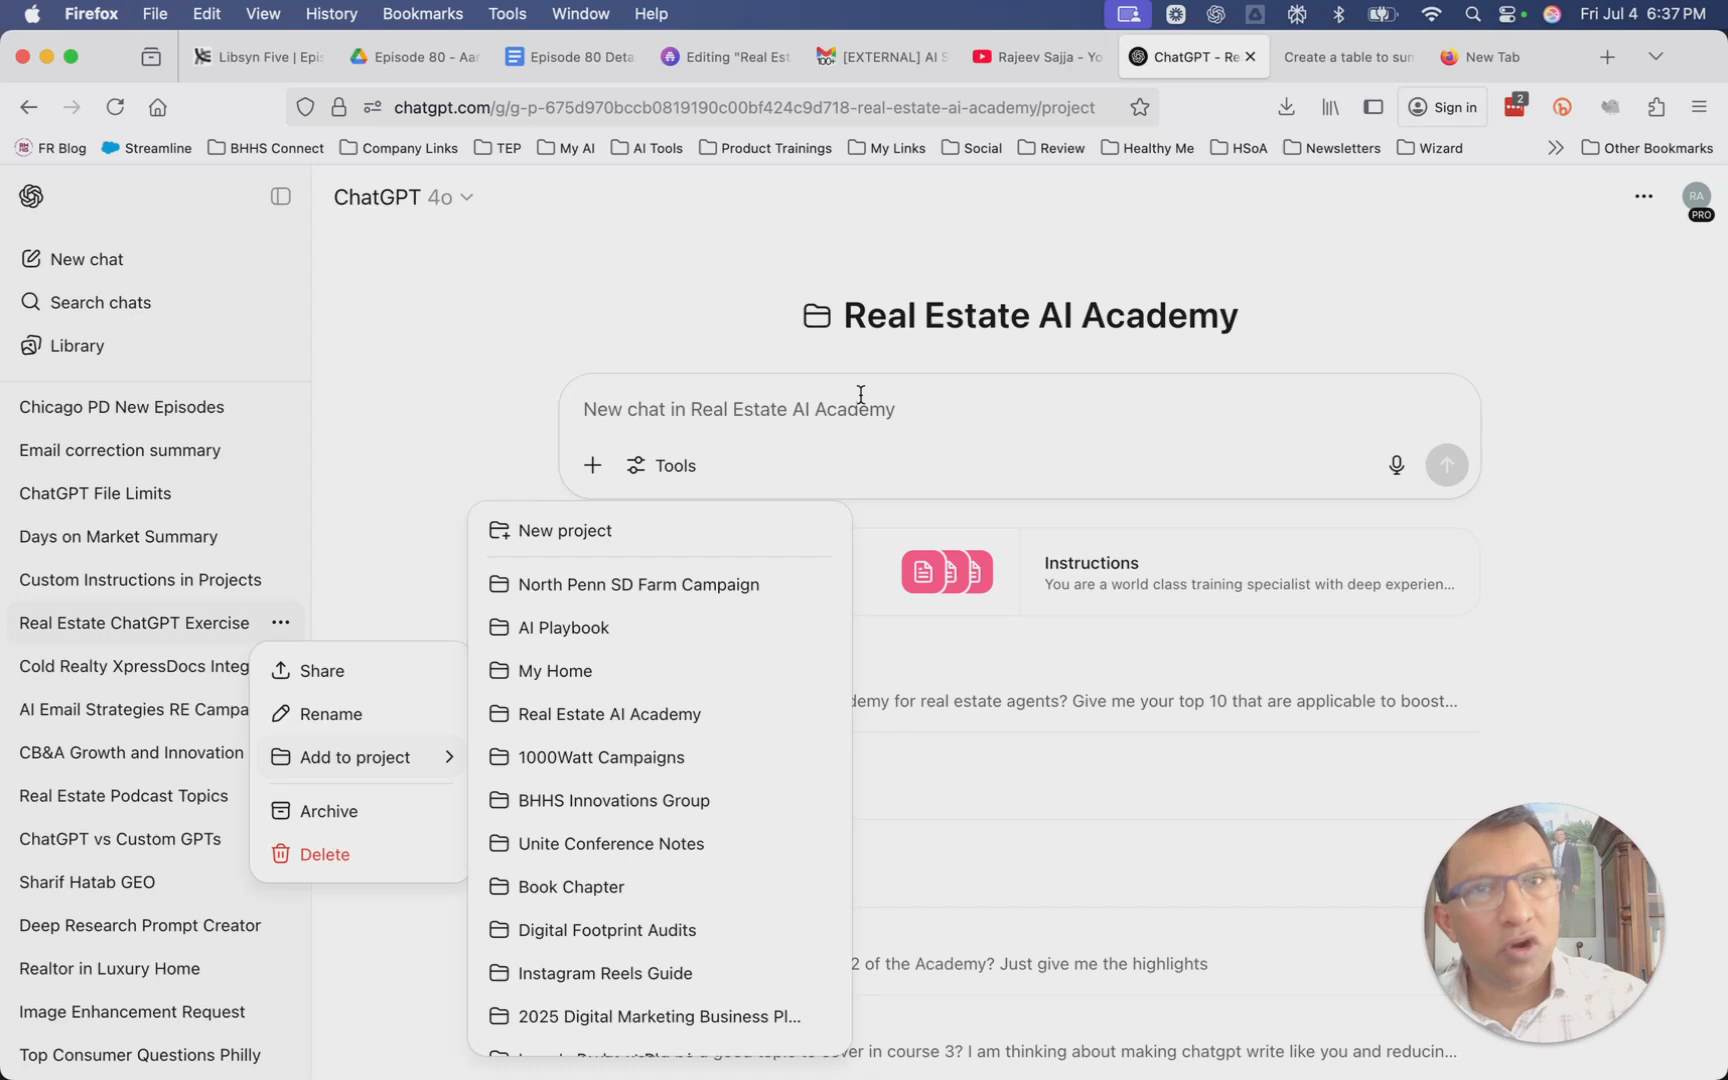 Firefox File Edit View History Bookmarks Tools Window Help Fri Jul 4 6:37 PM
Libsyn Five | Epis Episode 80 - Aar Episode 80 Deta Editing "Real Est 100+ [EXTERNAL] AI S Rajeev Sajja - Yo ChatGPT - Re Create a table to sum New Tab
chatgpt.com/g/g-p-675d970bccb0819190c00bf424c9d718-real-estate-ai-academy/project Sign in 2
FR Blog Streamline BHHS Connect Company Links TEP My AI AI Tools Product Trainings My Links Social Review Healthy Me HSoA Newsletters Wizard Other Bookmarks
ChatGPT 4o
RA
PRO
New chat
Search chats
Library
Chicago PD New Episodes
Email correction summary
ChatGPT File Limits
Days on Market Summary
Custom Instructions in Projects
Real Estate ChatGPT Exercise
Cold Realty XpressDocs Integ
AI Email Strategies RE Campa
CB&A Growth and Innovation
Real Estate Podcast Topics
ChatGPT vs Custom GPTs
Sharif Hatab GEO
Deep Research Prompt Creator
Realtor in Luxury Home
Image Enhancement Request
Top Consumer Questions Philly
Share
Rename
Add to project
Archive
Delete
Real Estate AI Academy
New chat in Real Estate AI Academy
Tools
New project
North Penn SD Farm Campaign
AI Playbook
My Home
Real Estate AI Academy
1000Watt Campaigns
BHHS Innovations Group
Unite Conference Notes
Book Chapter
Digital Footprint Audits
Instagram Reels Guide
2025 Digital Marketing Business Pl...
Instructions
You are a world class training specialist with deep experien...
demy for real estate agents? Give me your top 10 that are applicable to boost...
2 of the Academy? Just give me the highlights
be a good topic to cover in course 3? I am thinking about making chatgpt write like you and reducin...